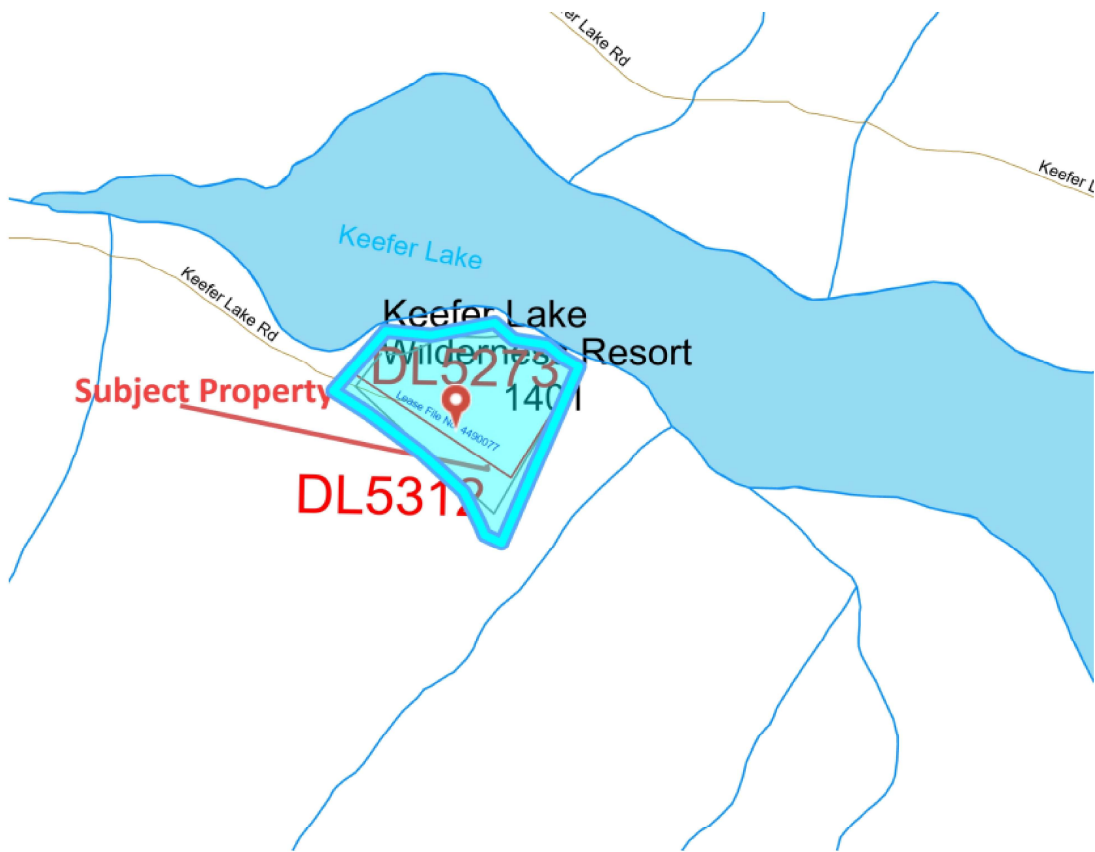 er Lake Rd
Keefer L
Keefer Lake
Keefer Lake Rd
Keefer Lake
Wilderness Resort
DL5273
1401
Subject Property
Lease File No. 4490077
DL5312